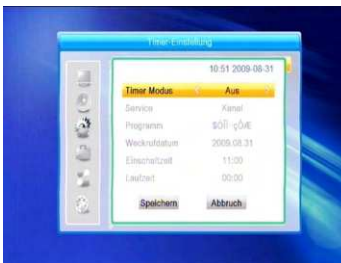 Timer-Einstellung
10:51 2009-08-31
Timer Modus Aus
Service Kanal
Programm
Weckrufdatum 2009.08.31
Einschaltzeit 11:00
Laufzeit 00:00
Speichern Abbruch